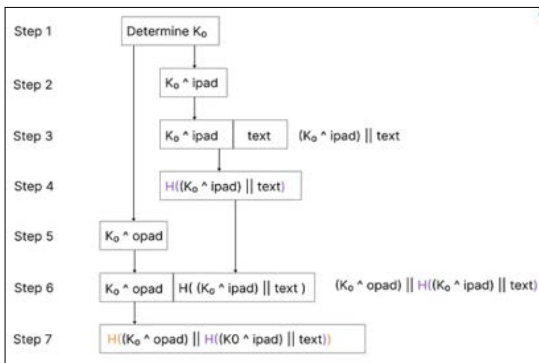 Step 1 Determine K₀
Step 2 K₀ ^ ipad
Step 3 K₀ ^ ipad text (K₀ ^ ipad) || text
Step 4 H((K₀ ^ ipad) || text)
Step 5 K₀ ^ opad
Step 6 K₀ ^ opad H( (K₀ ^ ipad) || text ) (K₀ ^ opad) || H((K₀ ^ ipad) || text)
Step 7 H((K₀ ^ opad) || H((K0 ^ ipad) || text))